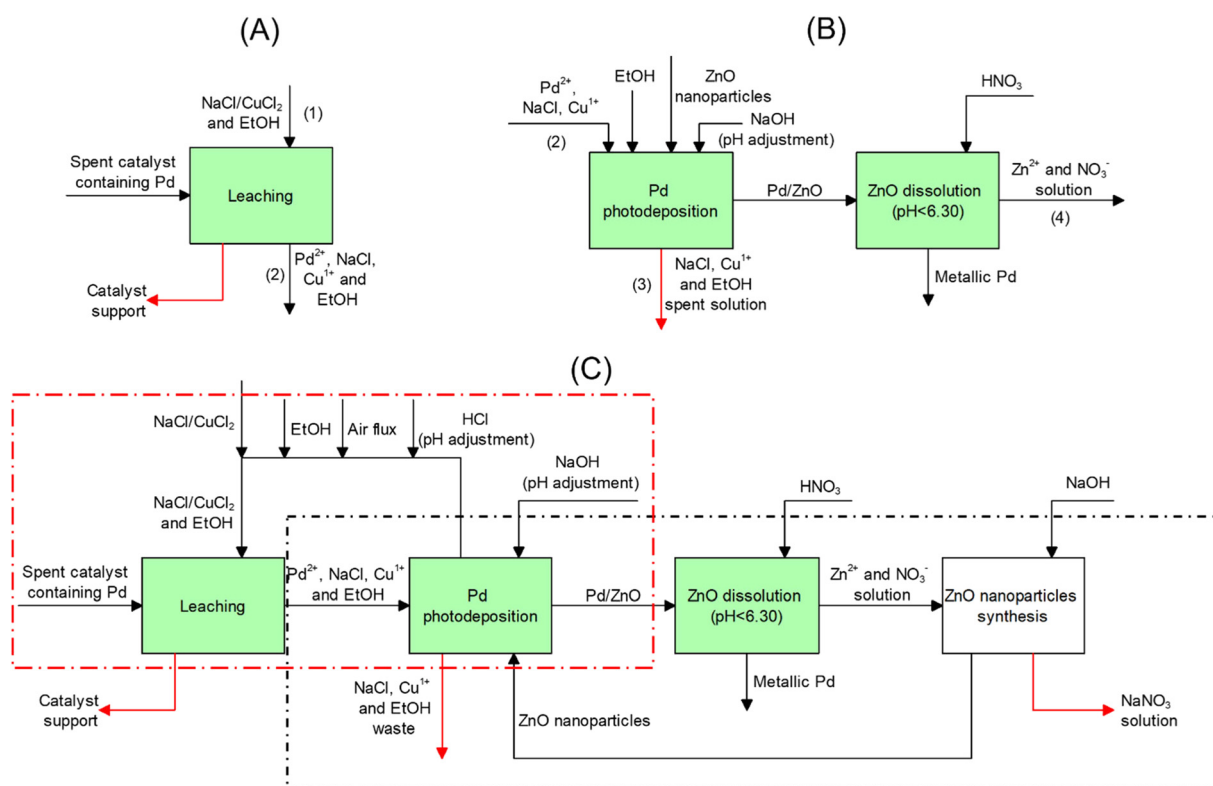 (A)
NaCl/CuCl₂
and EtOH
(1)
Spent catalyst
containing Pd
Leaching
(2)
Pd²⁺, NaCl,
Cu¹⁺ and
EtOH
Catalyst
support
(B)
Pd²⁺,
NaCl, Cu¹⁺
(2)
EtOH
ZnO
nanoparticles
NaOH
(pH adjustment)
HNO₃
Pd
photodeposition
Pd/ZnO
ZnO dissolution
(pH<6.30)
Zn²⁺ and NO₃⁻
solution
(4)
(3)
NaCl, Cu¹⁺
and EtOH
spent solution
Metallic Pd
(C)
NaCl/CuCl₂
EtOH
Air flux
HCl
(pH adjustment)
NaOH
(pH adjustment)
HNO₃
NaOH
NaCl/CuCl₂
and EtOH
Spent catalyst
containing Pd
Leaching
Pd²⁺, NaCl, Cu¹⁺
and EtOH
Pd
photodeposition
Pd/ZnO
ZnO dissolution
(pH<6.30)
Zn²⁺ and NO₃⁻
solution
ZnO nanoparticles
synthesis
Catalyst
support
NaCl, Cu¹⁺
and EtOH
waste
ZnO nanoparticles
Metallic Pd
NaNO₃
solution